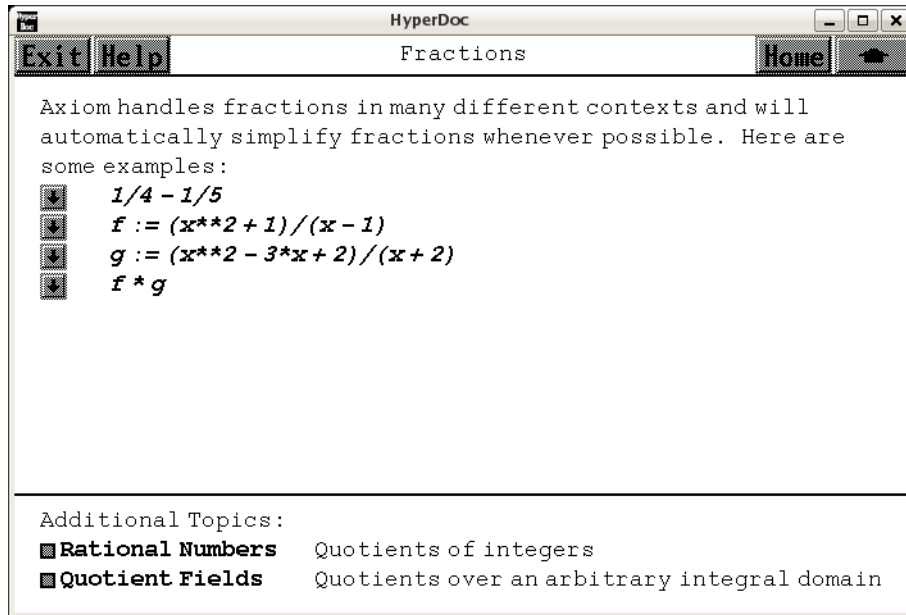 Hyper Doc
HyperDoc
Exit Help Fractions Home
Axiom handles fractions in many different contexts and will
automatically simplify fractions whenever possible. Here are
some examples:
1/4 - 1/5
f := (x**2 + 1)/(x - 1)
g := (x**2 - 3*x + 2)/(x + 2)
f * g
Additional Topics:
Rational Numbers Quotients of integers
Quotient Fields Quotients over an arbitrary integral domain